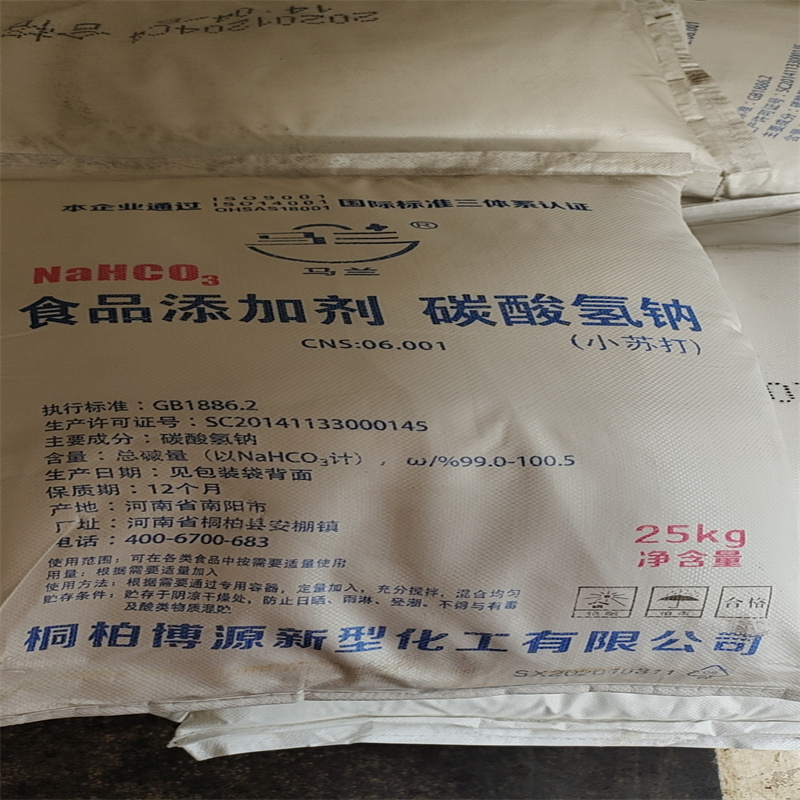 20201204C
14:04
本企业通过 ISO9001 ISO14001 OHSAS18001 国际标准三体系认证
®
马兰
NaHCO₃
食品添加剂 碳酸氢钠
CNS:06.001
(小苏打)
执行标准：GB1886.2
生产许可证号：SC20141133000145
主要成分：碳酸氢钠
含量：总碱量（以NaHCO₃计），ω/%99.0-100.5
生产日期：见包装袋背面
保质期：12个月
产地：河南省南阳市
厂址：河南省桐柏县安棚镇
电话：400-6700-683
使用范围：可在各类食品中按需要适量使用
用量：根据需要适量加入
使用方法：根据需要通过专用容器，定量加入，充分搅拌，混合均匀
贮存条件：贮存于阴凉干燥处，防止日晒、雨淋、受潮。不得与有毒
及酸类物质混贮
25kg
净含量
合格
桐柏博源新型化工有限公司
GB1886.2